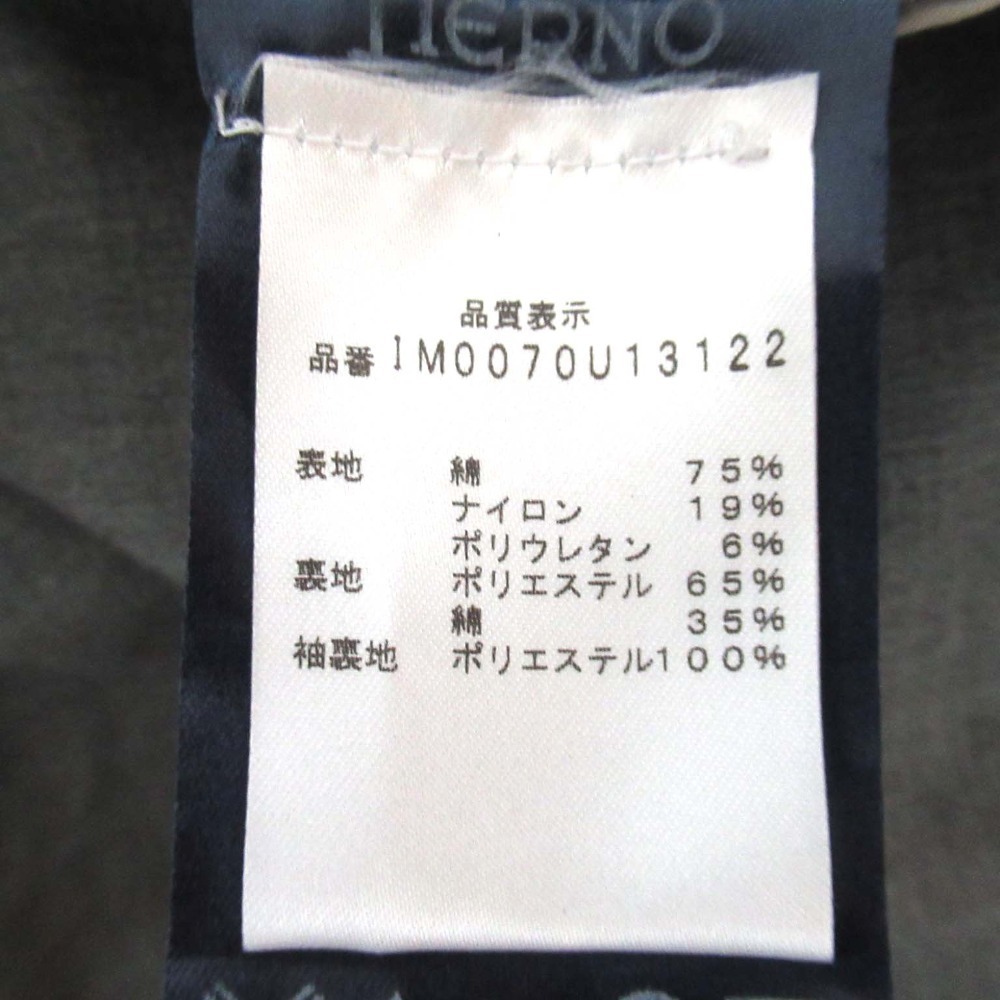 HERNO
品質表示
品番 IM0070U13122
表地 綿 75%
ナイロン 19%
ポリウレタン 6%
裏地 ポリエステル 65%
綿 35%
袖裏地 ポリエステル100%